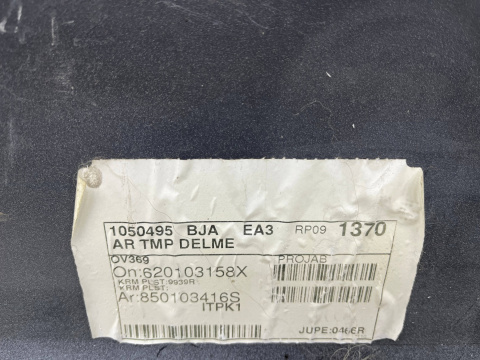 1050495 BJA EA3 RP09 1370
AR TMP DELME
OV369 PROJAB
On:620103158X
KRM PLST:9939R
KRM PLST:
Ar:850103416S
ITPK1
JUPE:0466R